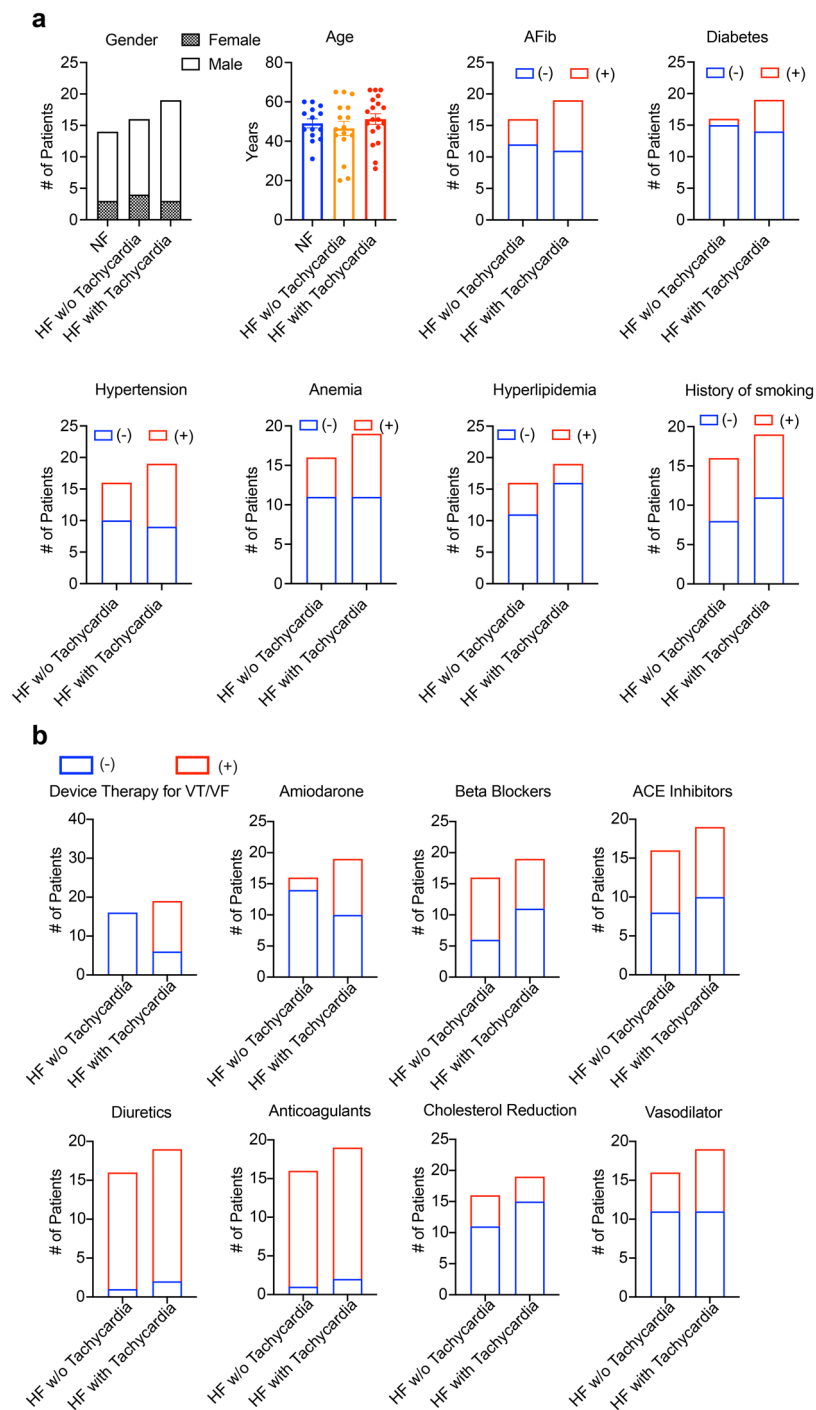 a
Gender
Female
Male
# of Patients
25
20
15
10
5
0
NF
HF w/o Tachycardia
HF with Tachycardia
Age
Years
80
60
40
20
0
NF
HF w/o Tachycardia
HF with Tachycardia
AFib
(-) (+)
# of Patients
25
20
15
10
5
0
HF w/o Tachycardia
HF with Tachycardia
Diabetes
(-) (+)
# of Patients
25
20
15
10
5
0
HF w/o Tachycardia
HF with Tachycardia
Hypertension
(-) (+)
# of Patients
25
20
15
10
5
0
HF w/o Tachycardia
HF with Tachycardia
Anemia
(-) (+)
# of Patients
20
15
10
5
0
HF w/o Tachycardia
HF with Tachycardia
Hyperlipidemia
(-) (+)
# of Patients
25
20
15
10
5
0
HF w/o Tachycardia
HF with Tachycardia
History of smoking
(-) (+)
# of Patients
20
15
10
5
0
HF w/o Tachycardia
HF with Tachycardia
b
(-) (+)
Device Therapy for VT/VF
# of Patients
40
30
20
10
0
HF w/o Tachycardia
HF with Tachycardia
Amiodarone
# of Patients
25
20
15
10
5
0
HF w/o Tachycardia
HF with Tachycardia
Beta Blockers
# of Patients
25
20
15
10
5
0
HF w/o Tachycardia
HF with Tachycardia
ACE Inhibitors
# of Patients
20
15
10
5
0
HF w/o Tachycardia
HF with Tachycardia
Diuretics
# of Patients
20
15
10
5
0
HF w/o Tachycardia
HF with Tachycardia
Anticoagulants
# of Patients
20
15
10
5
0
HF w/o Tachycardia
HF with Tachycardia
Cholesterol Reduction
# of Patients
25
20
15
10
5
0
HF w/o Tachycardia
HF with Tachycardia
Vasodilator
# of Patients
20
15
10
5
0
HF w/o Tachycardia
HF with Tachycardia